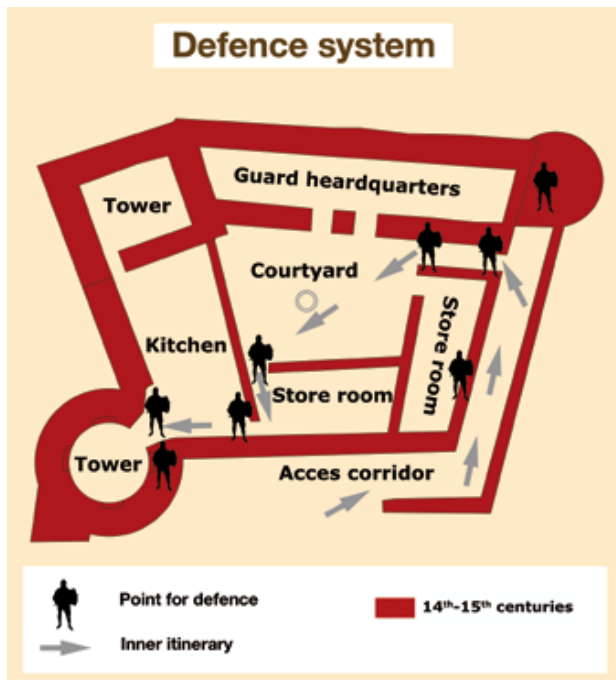 Defence system
Guard heardquarters
Tower
Courtyard
Store room
Kitchen
Store room
Tower
Acces corridor
Point for defence
14th-15th centuries
Inner itinerary